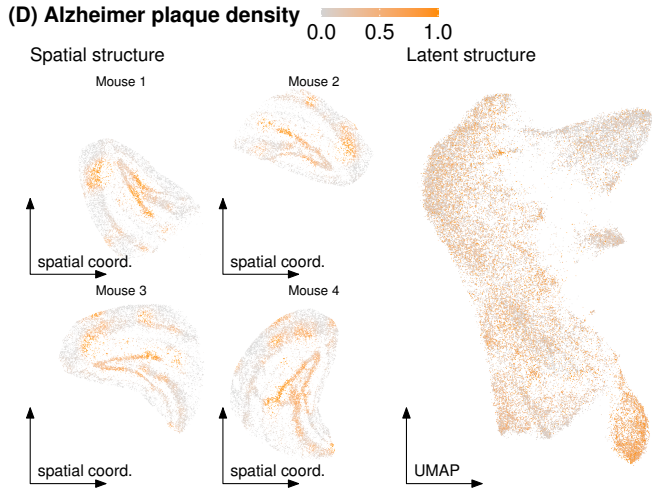 (D) Alzheimer plaque density
0.0 0.5 1.0
Spatial structure
Latent structure
Mouse 1
Mouse 2
spatial coord.
spatial coord.
Mouse 3
Mouse 4
spatial coord.
spatial coord.
UMAP